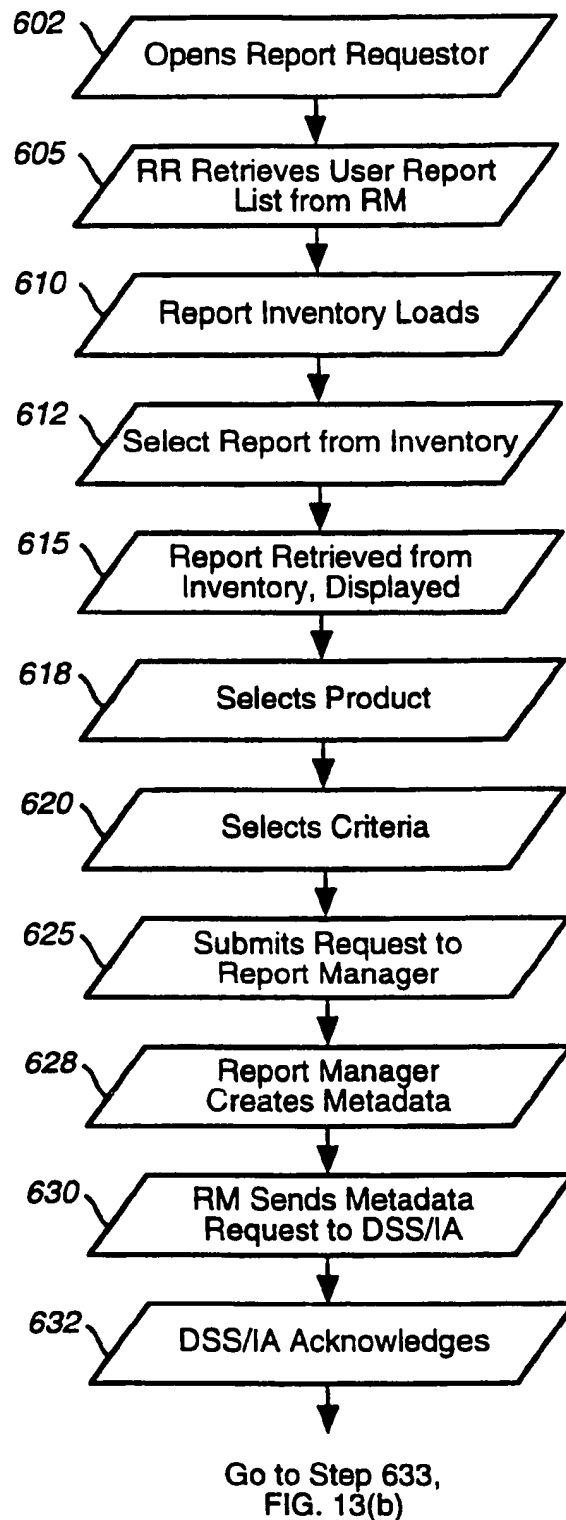 602
Opens Report Requestor
605
RR Retrieves User Report
List from RM
610
Report Inventory Loads
612
Select Report from Inventory
615
Report Retrieved from
Inventory, Displayed
618
Selects Product
620
Selects Criteria
625
Submits Request to
Report Manager
628
Report Manager
Creates Metadata
630
RM Sends Metadata
Request to DSS/IA
632
DSS/IA Acknowledges
Go to Step 633,
FIG. 13(b)